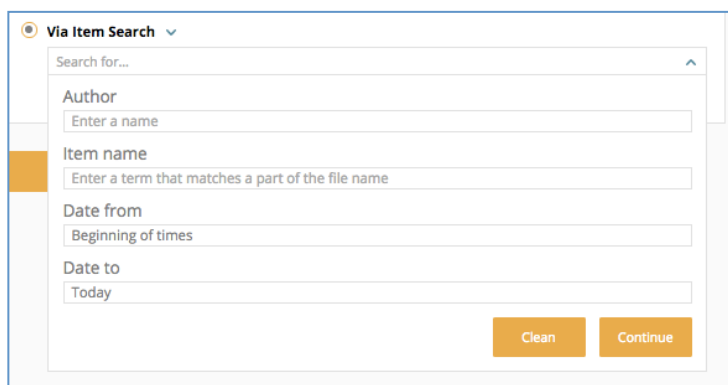 Via Item Search
Search for...
Author
Enter a name
Item name
Enter a term that matches a part of the file name
Date from
Beginning of times
Date to
Today
Clean Continue